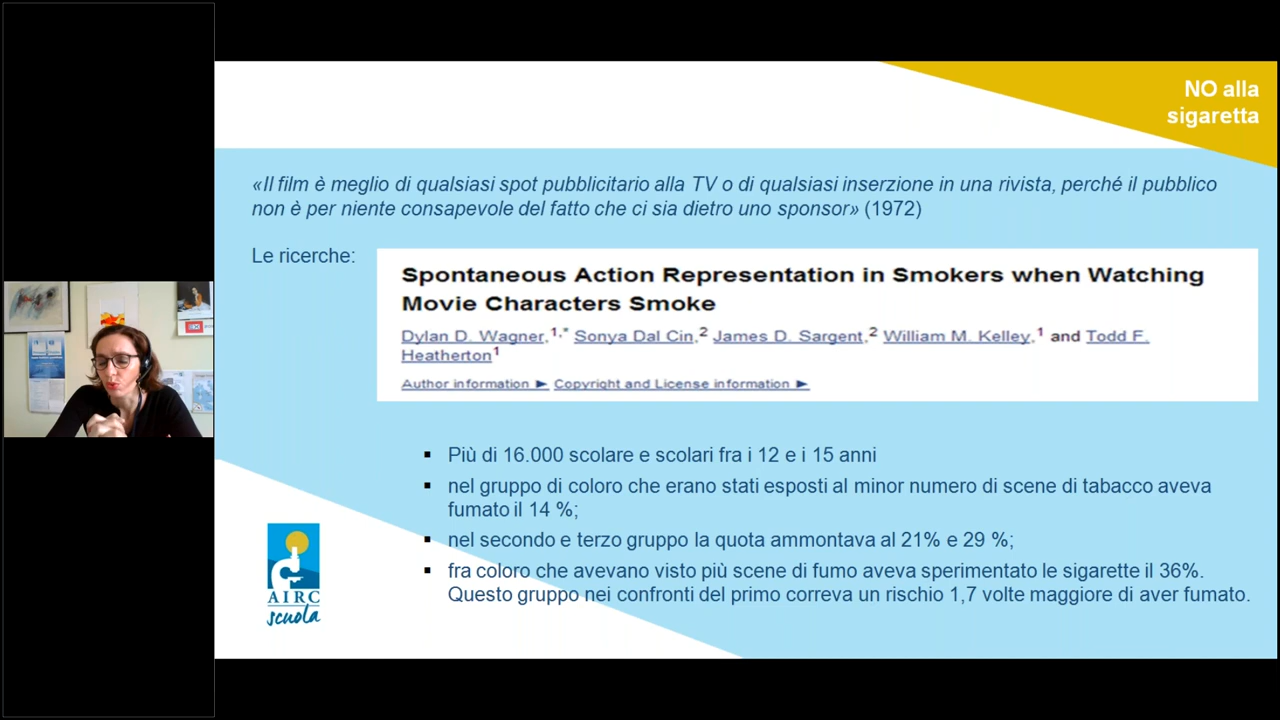 NO alla
sigaretta
«Il film è meglio di qualsiasi spot pubblicitario alla TV o di qualsiasi inserzione in una rivista, perché il pubblico
non è per niente consapevole del fatto che ci sia dietro uno sponsor» (1972)
Le ricerche:
Spontaneous Action Representation in Smokers when Watching
Movie Characters Smoke
Dylan D. Wagner,1,* Sonya Dal Cin,2 James D. Sargent,2 William M. Kelley,1 and Todd F.
Heatherton1
Author information ► Copyright and License information ►
▪ Più di 16.000 scolare e scolari fra i 12 e i 15 anni
▪ nel gruppo di coloro che erano stati esposti al minor numero di scene di tabacco aveva
fumato il 14 %;
▪ nel secondo e terzo gruppo la quota ammontava al 21% e 29 %;
▪ fra coloro che avevano visto più scene di fumo aveva sperimentato le sigarette il 36%.
Questo gruppo nei confronti del primo correva un rischio 1,7 volte maggiore di aver fumato.
AIRC
scuola